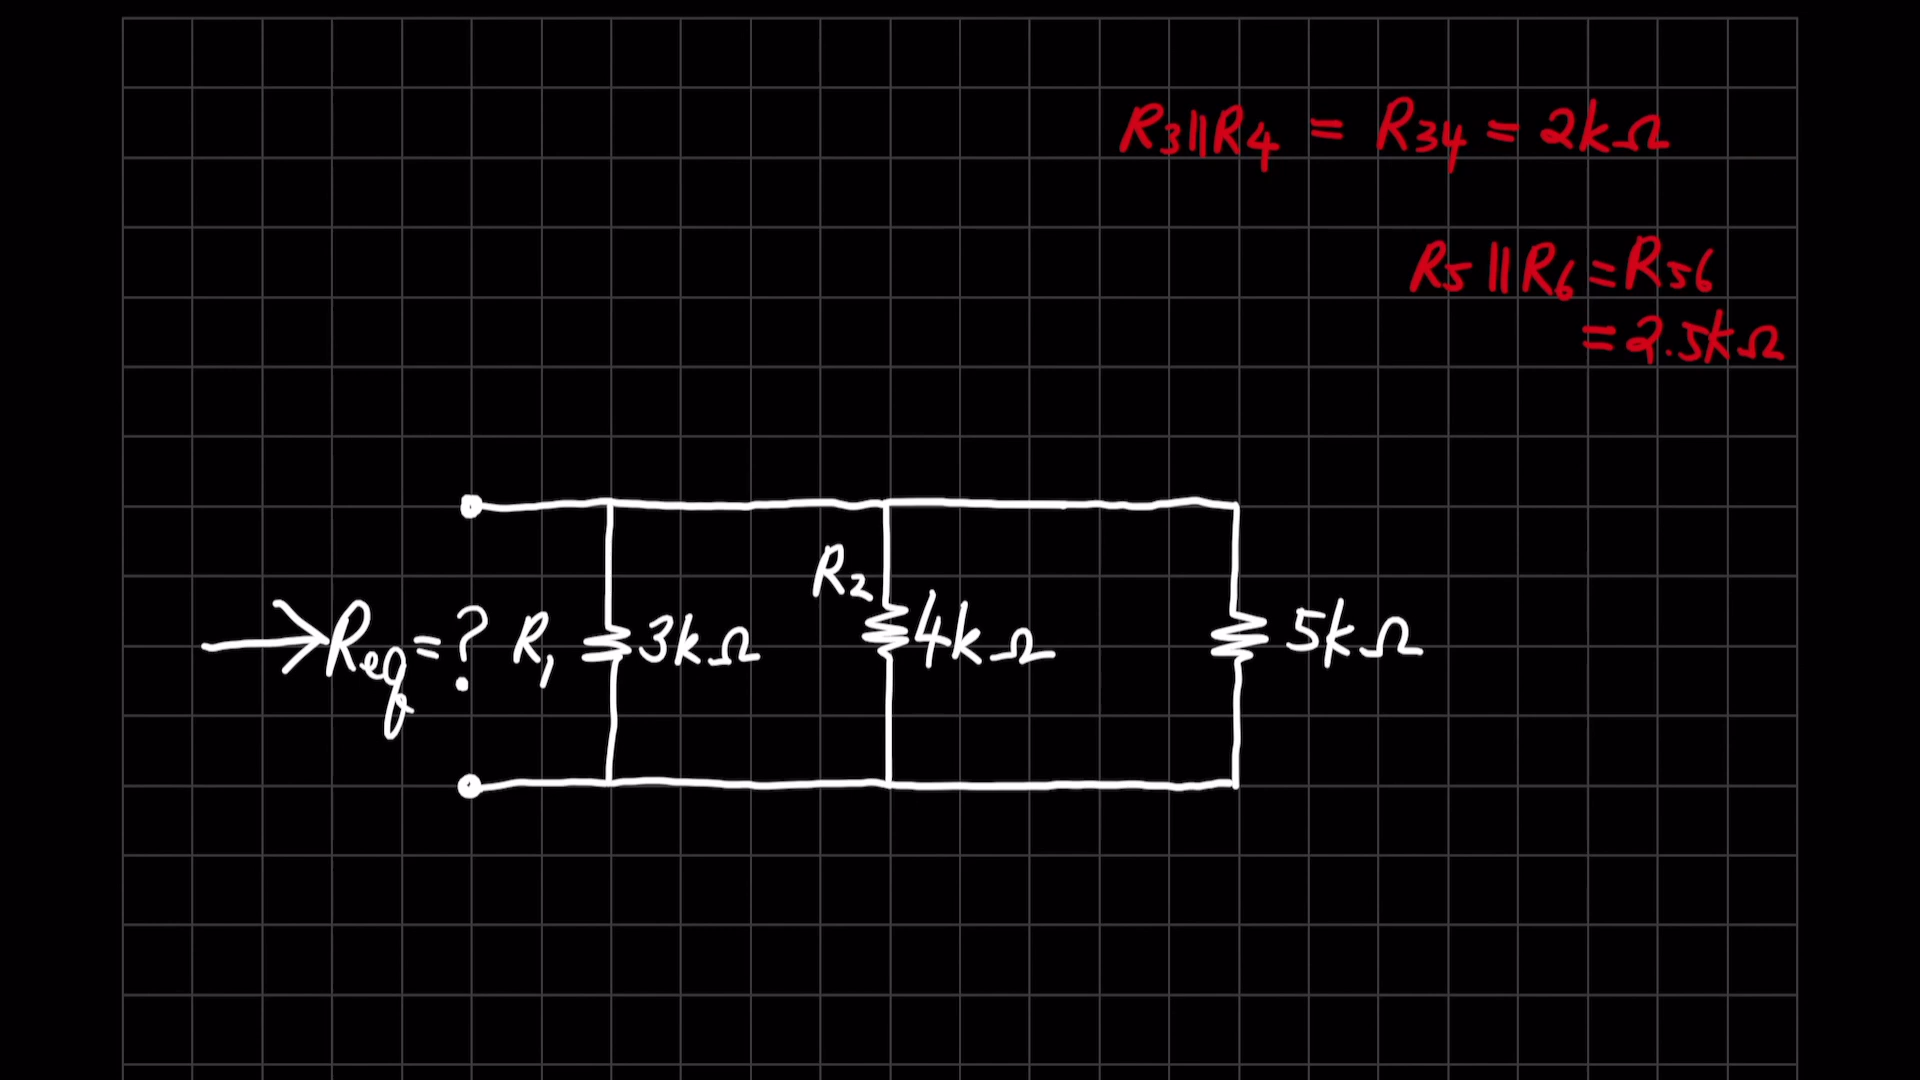 R3||R4 = R34 = 2kΩ
R5||R6 = R56
= 2.5kΩ
R2
Req = ? R1 3kΩ 4kΩ 5kΩ